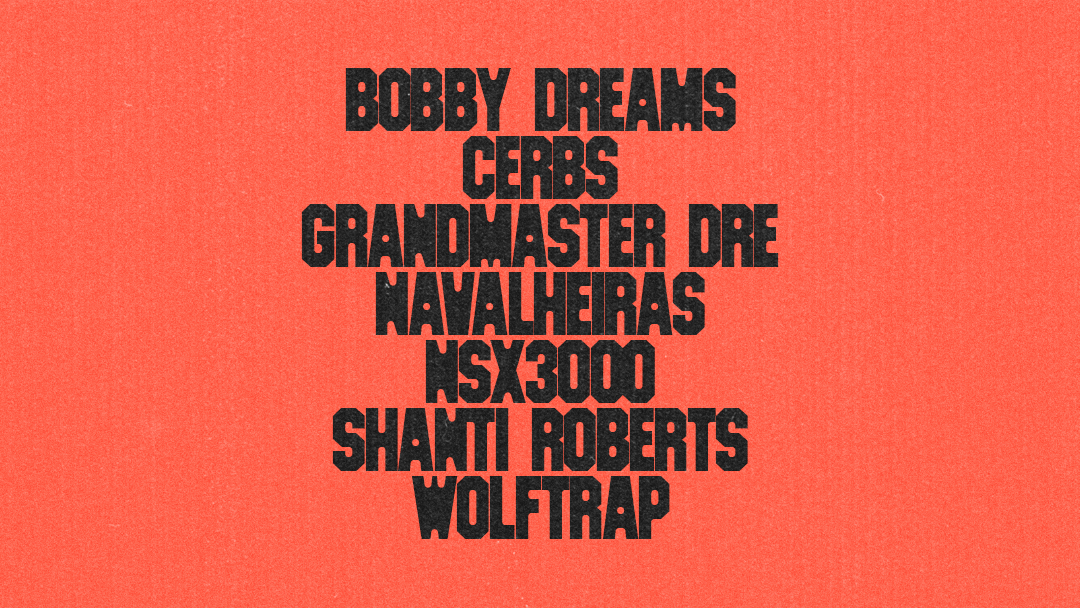 BOBBY DREAMS
CERBS
GRANDMASTER DRE
NAVALHEIRAS
NSX3000
SHANTI ROBERTS
WOLFTRAP